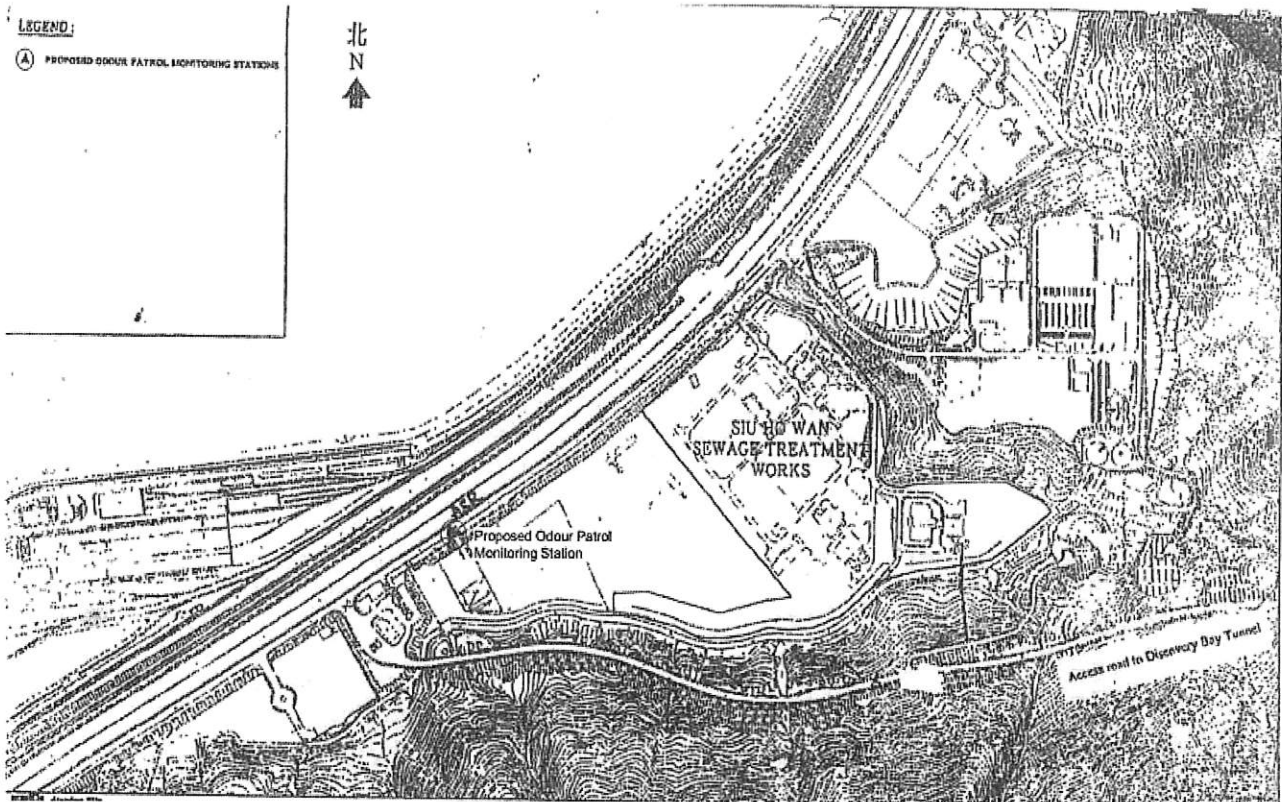 LEGEND:
A PROPOSED ODOUR PATROL MONITORING STATIONS
北
N
SIU HO WAN
SEWAGE TREATMENT
WORKS
Proposed Odour Patrol
Monitoring Station
Access road to Discovery Bay Tunnel